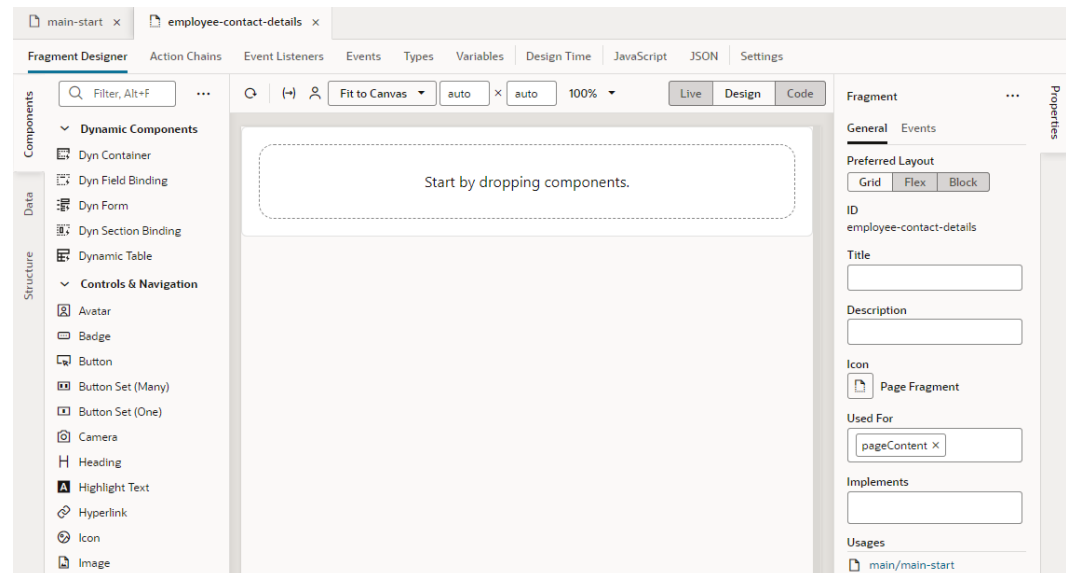 main-start ×
employee-contact-details ×
Fragment Designer Action Chains Event Listeners Events Types Variables Design Time JavaScript JSON Settings
Components
Data
Structure
Filter, Alt+F ...
Dynamic Components
Dyn Container
Dyn Field Binding
Dyn Form
Dyn Section Binding
Dynamic Table
Controls & Navigation
Avatar
Badge
Button
Button Set (Many)
Button Set (One)
Camera
Heading
Highlight Text
Hyperlink
Icon
Image
Fit to Canvas auto × auto 100% Live Design Code
Start by dropping components.
Fragment ...
General Events
Preferred Layout
Grid Flex Block
ID
employee-contact-details
Title
Description
Icon
Page Fragment
Used For
pageContent ×
Implements
Usages
main/main-start
Properties